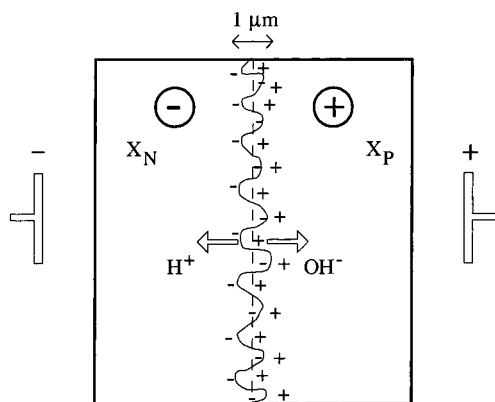 1 µm
- +
X_N X_P
- +
H⁺ OH⁻